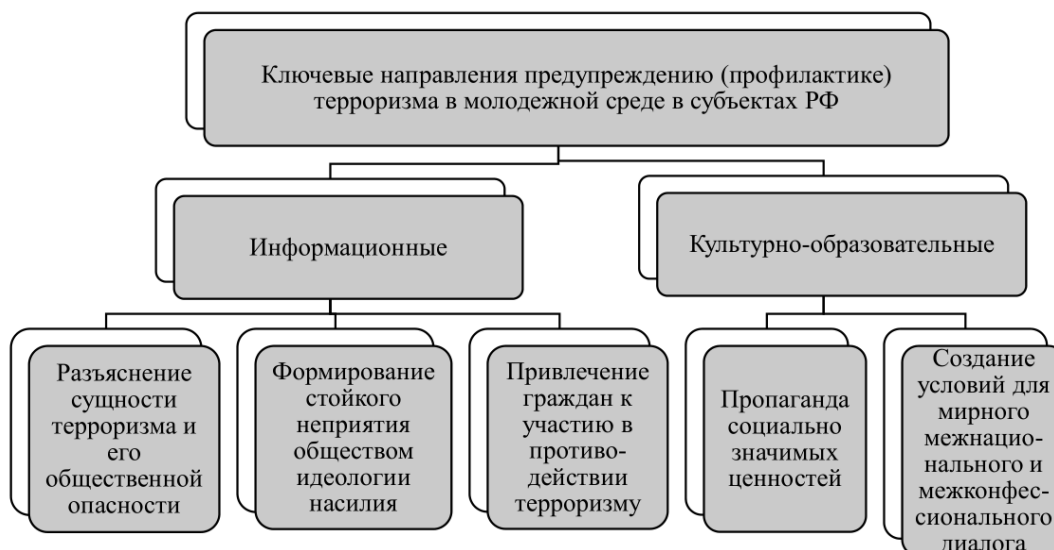 Ключевые направления предупреждению (профилактике)
терроризма в молодежной среде в субъектах РФ
Информационные
Культурно-образовательные
Разъяснение
сущности
терроризма и
его
общественной
опасности
Формирование
стойкого
неприятия
обществом
идеологии
насилия
Привлечение
граждан к
участию в
противо-
действии
терроризму
Пропаганда
социально
значимых
ценностей
Создание
условий для
мирного
межнацио-
нального и
межконфес-
сионального
диалога